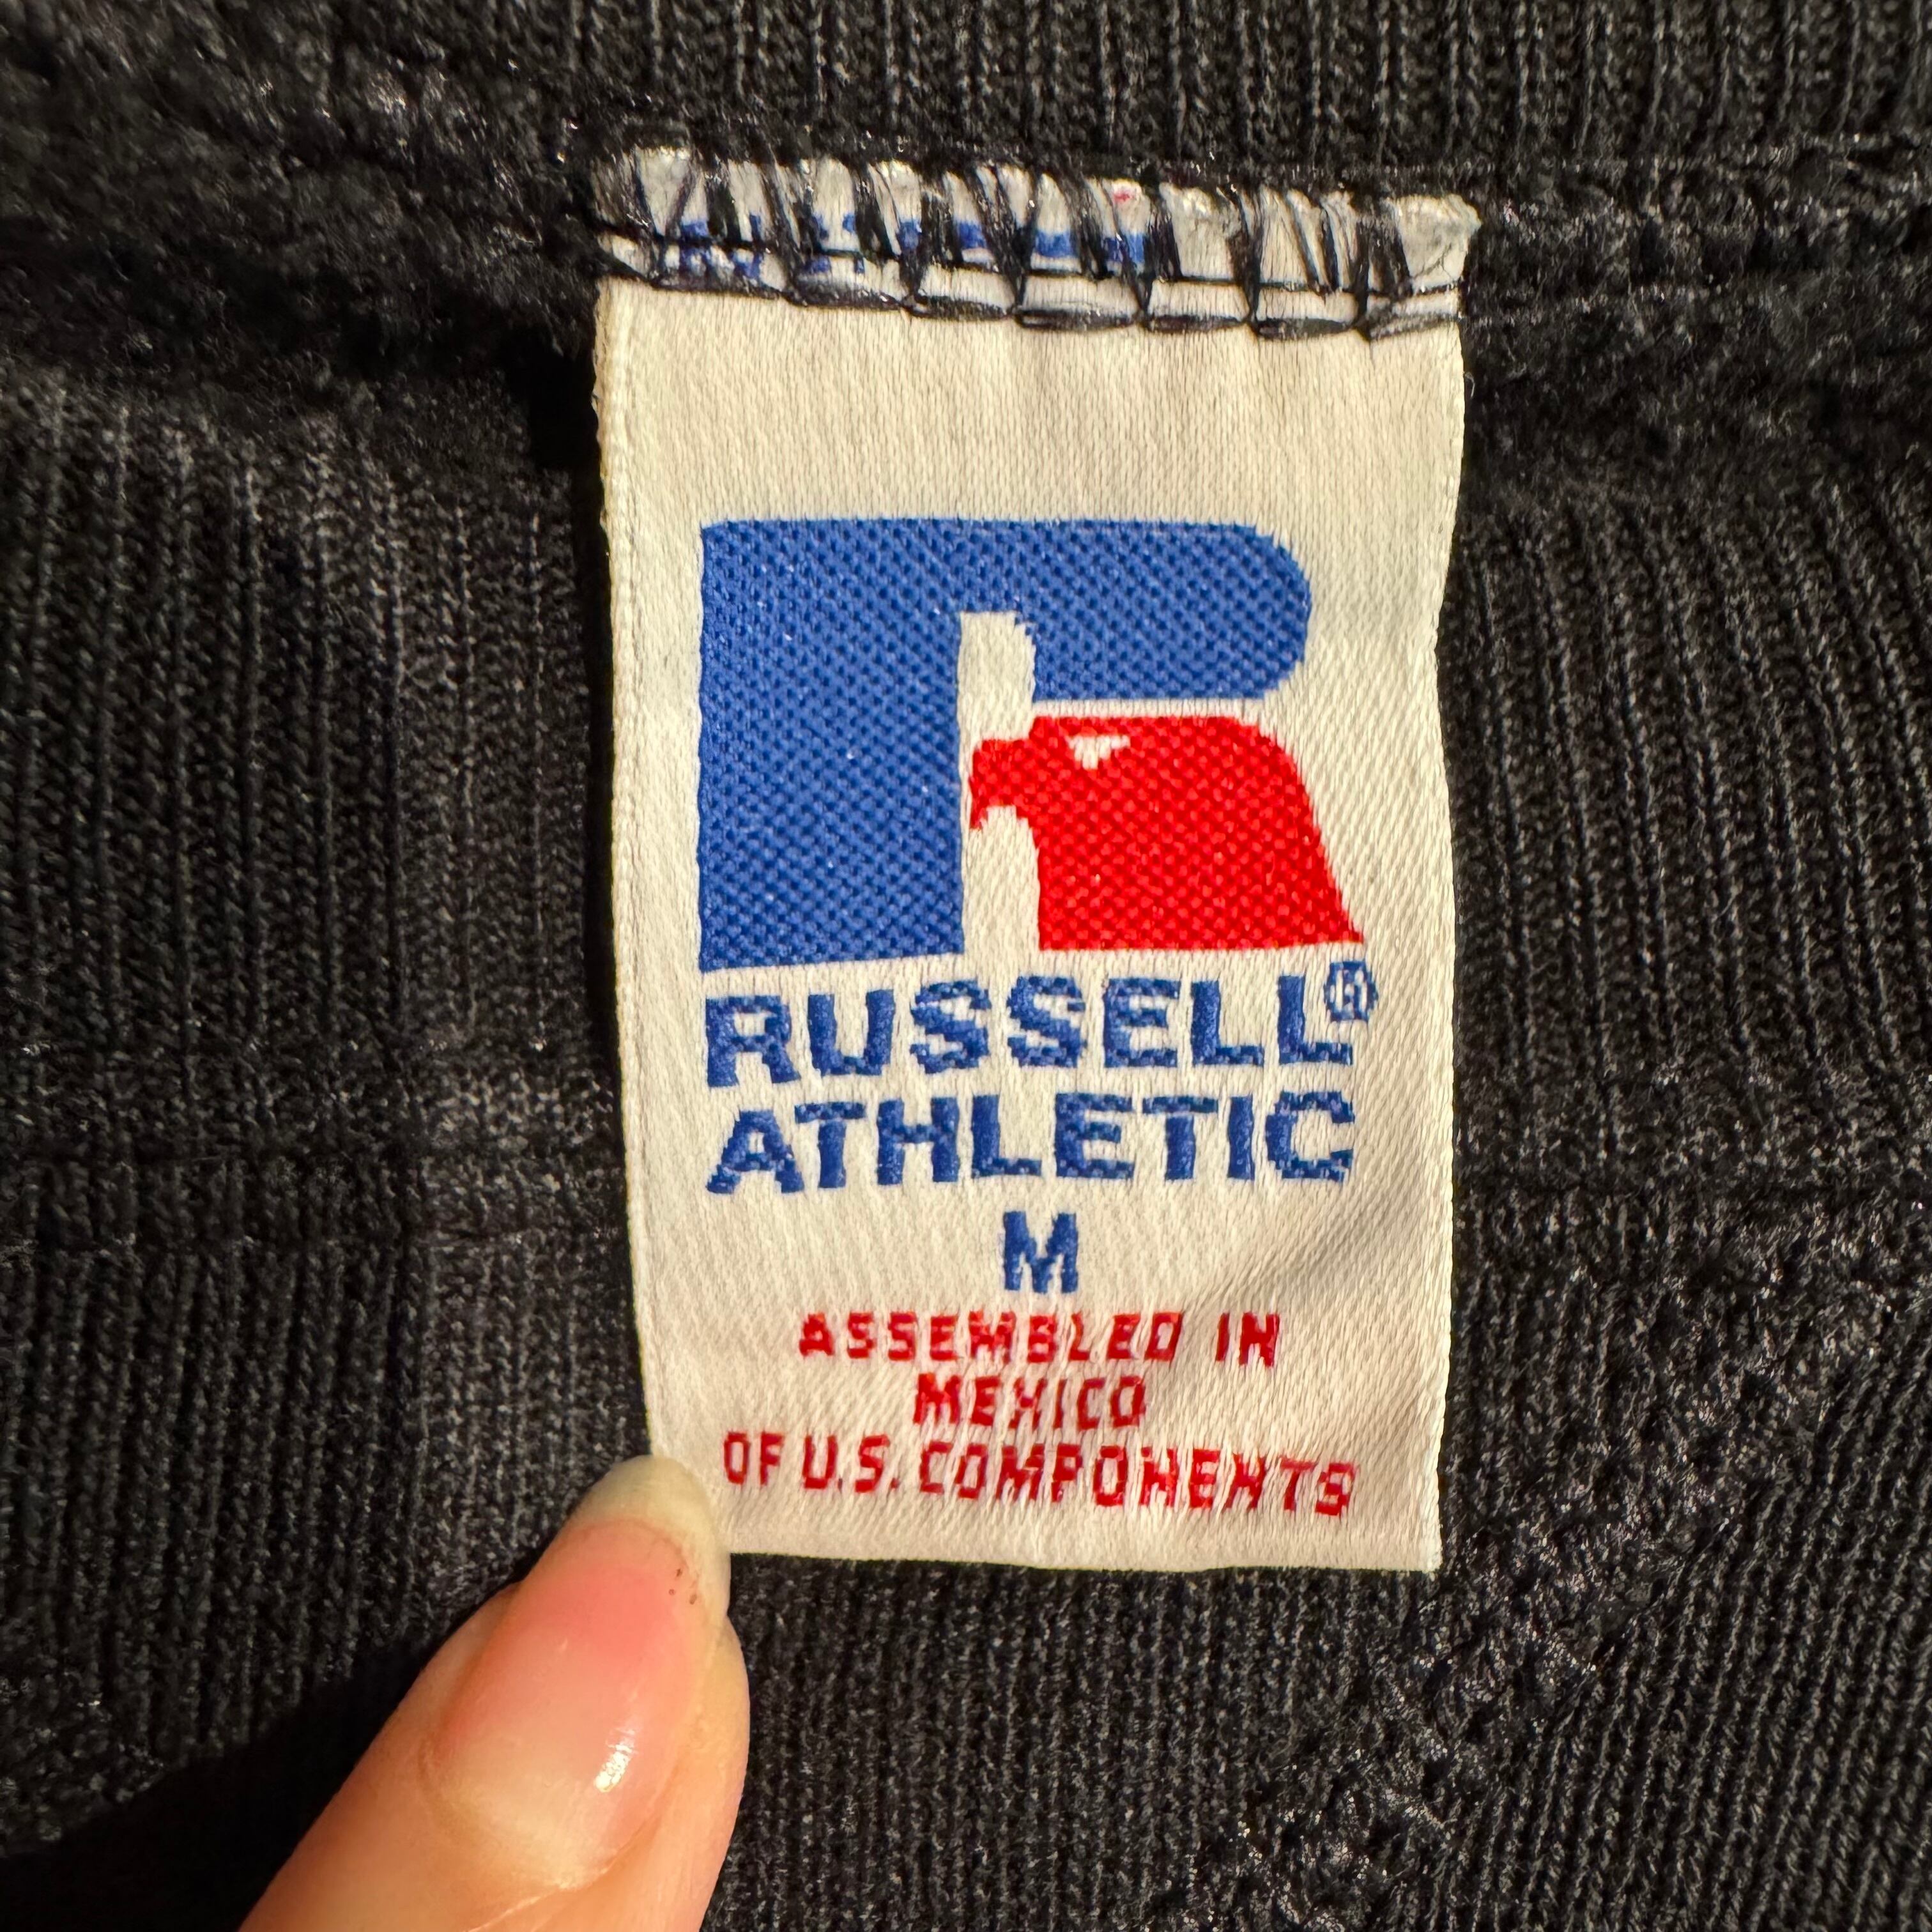 RUSSELL®
ATHLETIC
M
ASSEMBLED IN
MEXICO
OF U.S. COMPONENTS